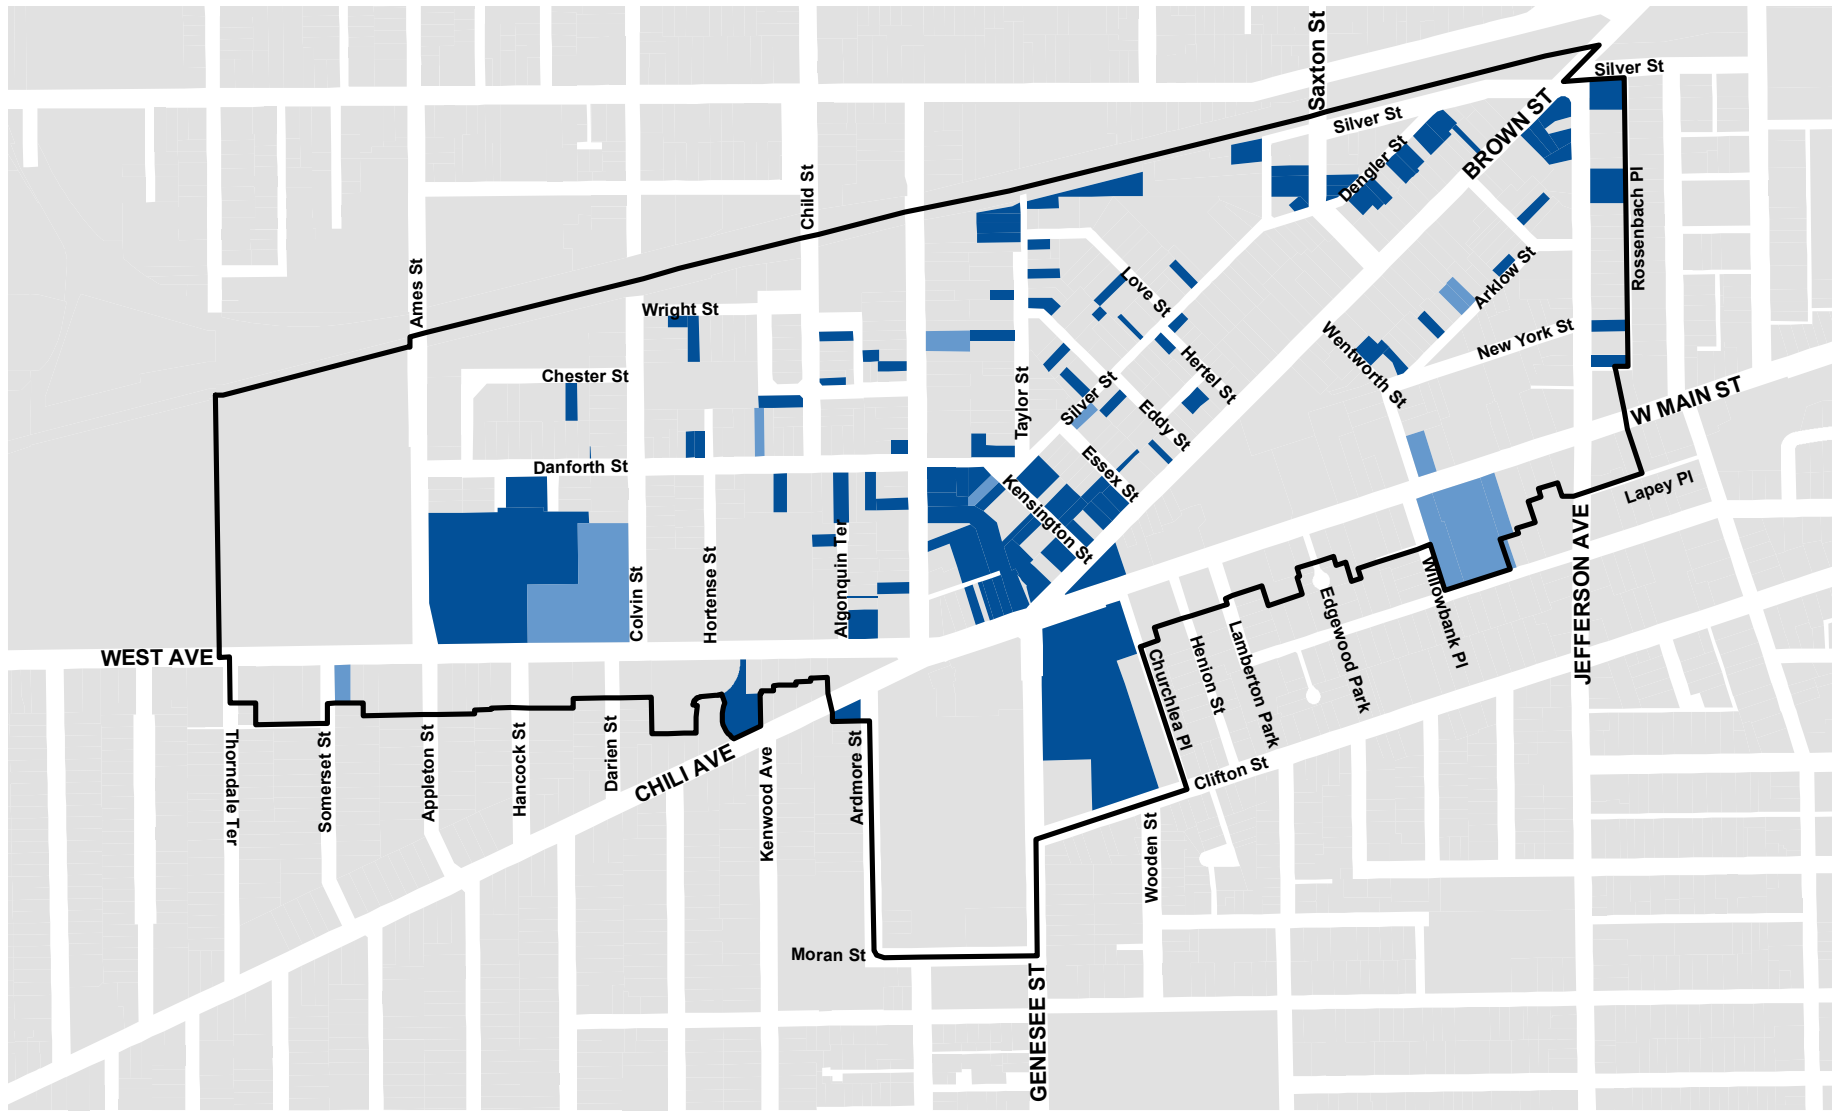 Saxton St
Silver St
Silver St
BROWN ST
Dengler St
Child St
Rossenbach Pl
Ames St
Love St
Arklow St
Wright St
New York St
Wentworth St
Hertel St
Chester St
Taylor St
Silver St
Eddy St
W MAIN ST
Danforth St
Essex St
Kensington St
Lapey Pl
Algonquin Ter
JEFFERSON AVE
Colvin St
Hortense St
Willowbank Pl
Edgewood Park
WEST AVE
Churchlea Pl
Henion St
Lamberton Park
Thorndale Ter
Somerset St
Appleton St
Hancock St
Darien St
CHILI AVE
Kenwood Ave
Ardmore St
Clifton St
Wooden St
Moran St
GENESEE ST